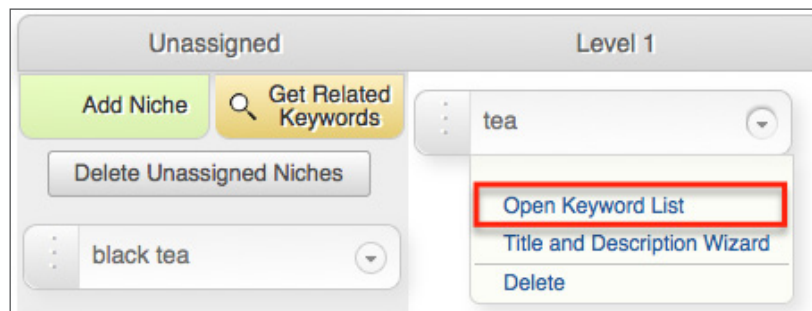 Unassigned
Level 1
Add Niche
Get Related
Keywords
tea
Delete Unassigned Niches
Open Keyword List
Title and Description Wizard
black tea
Delete